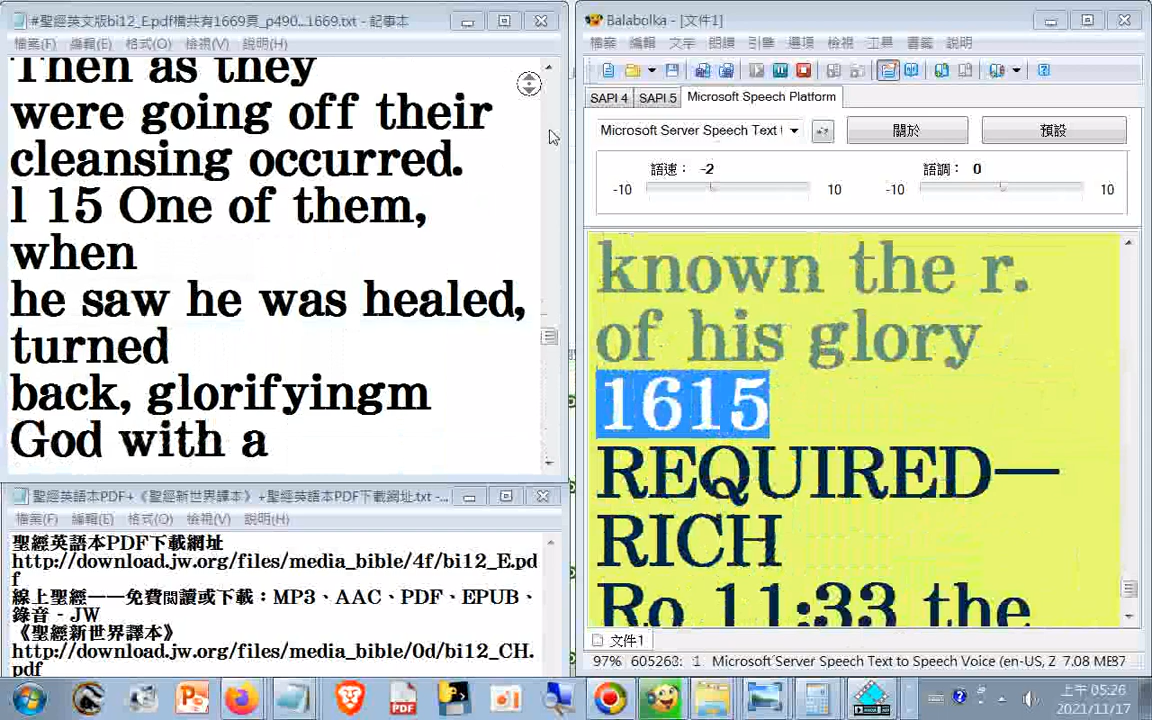 #聖經英文版bi12_E.pdf檔共有1669頁_p490...1669.txt - 記事本
檔案(F) 編輯(E) 格式(O) 檢視(V) 說明(H)
Then as they
were going off their
cleansing occurred.
l 15 One of them,
when
he saw he was healed,
turned
back, glorifyingm
God with a
聖經英語本PDF+《聖經新世界譯本》+聖經英語本PDF下載網址.txt -...
檔案(F) 編輯(E) 格式(O) 檢視(V) 說明(H)
聖經英語本PDF下載網址
http://download.jw.org/files/media_bible/4f/bi12_E.pd
f
線上聖經——免費閱讀或下載：MP3、AAC、PDF、EPUB、
錄音 - JW
《聖經新世界譯本》
http://download.jw.org/files/media_bible/0d/bi12_CH.
pdf
Balabolka - [文件1]
檔案 編輯 文字 朗讀 引擎 選項 檢視 工具 書籤 說明
SAPI 4 SAPI 5 Microsoft Speech Platform
Microsoft Server Speech Text 關於 預設
語速： -2 語調： 0
-10 10 -10 10
known the r.
of his glory
1615
REQUIRED—
RICH
Ro 11:33 the
文件1
97% 605268: 1 Microsoft Server Speech Text to Speech Voice (en-US, Z 7.08 MB
上午 05:26
2021/11/17